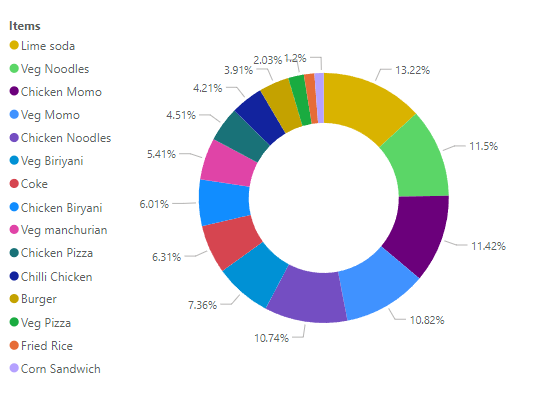 Items
Lime soda
Veg Noodles
Chicken Momo
Veg Momo
Chicken Noodles
Veg Biriyani
Coke
Chicken Biryani
Veg manchurian
Chicken Pizza
Chilli Chicken
Burger
Veg Pizza
Fried Rice
Corn Sandwich
13.22%
11.5%
11.42%
10.82%
10.74%
7.36%
6.31%
6.01%
5.41%
4.51%
4.21%
3.91%
2.03%
1.2%